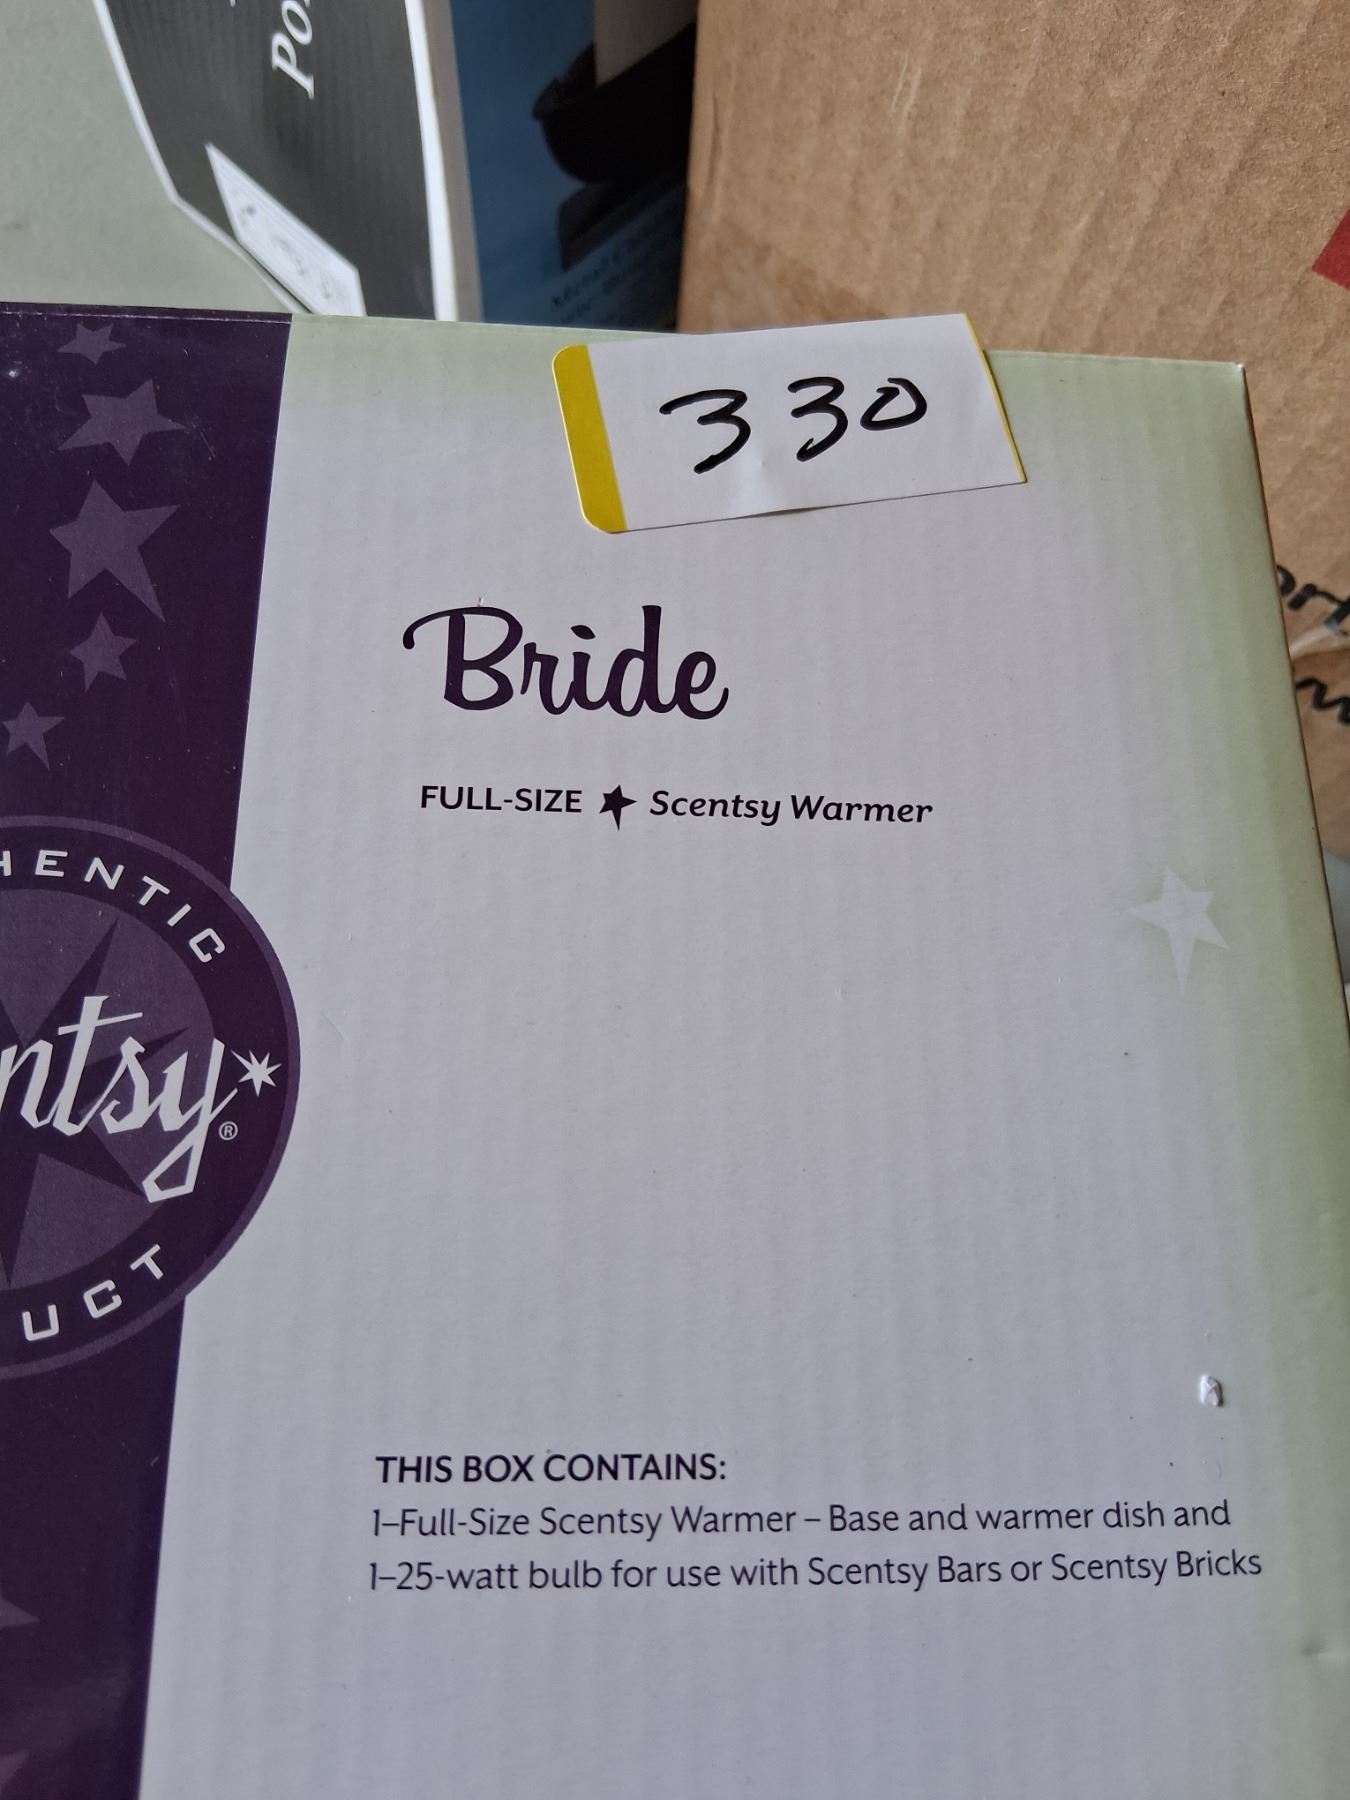 Po
330
Bride
FULL-SIZE Scentsy Warmer
HENTIC
ntsy®
UCT
THIS BOX CONTAINS:
1–Full-Size Scentsy Warmer – Base and warmer dish and
1–25-watt bulb for use with Scentsy Bars or Scentsy Bricks